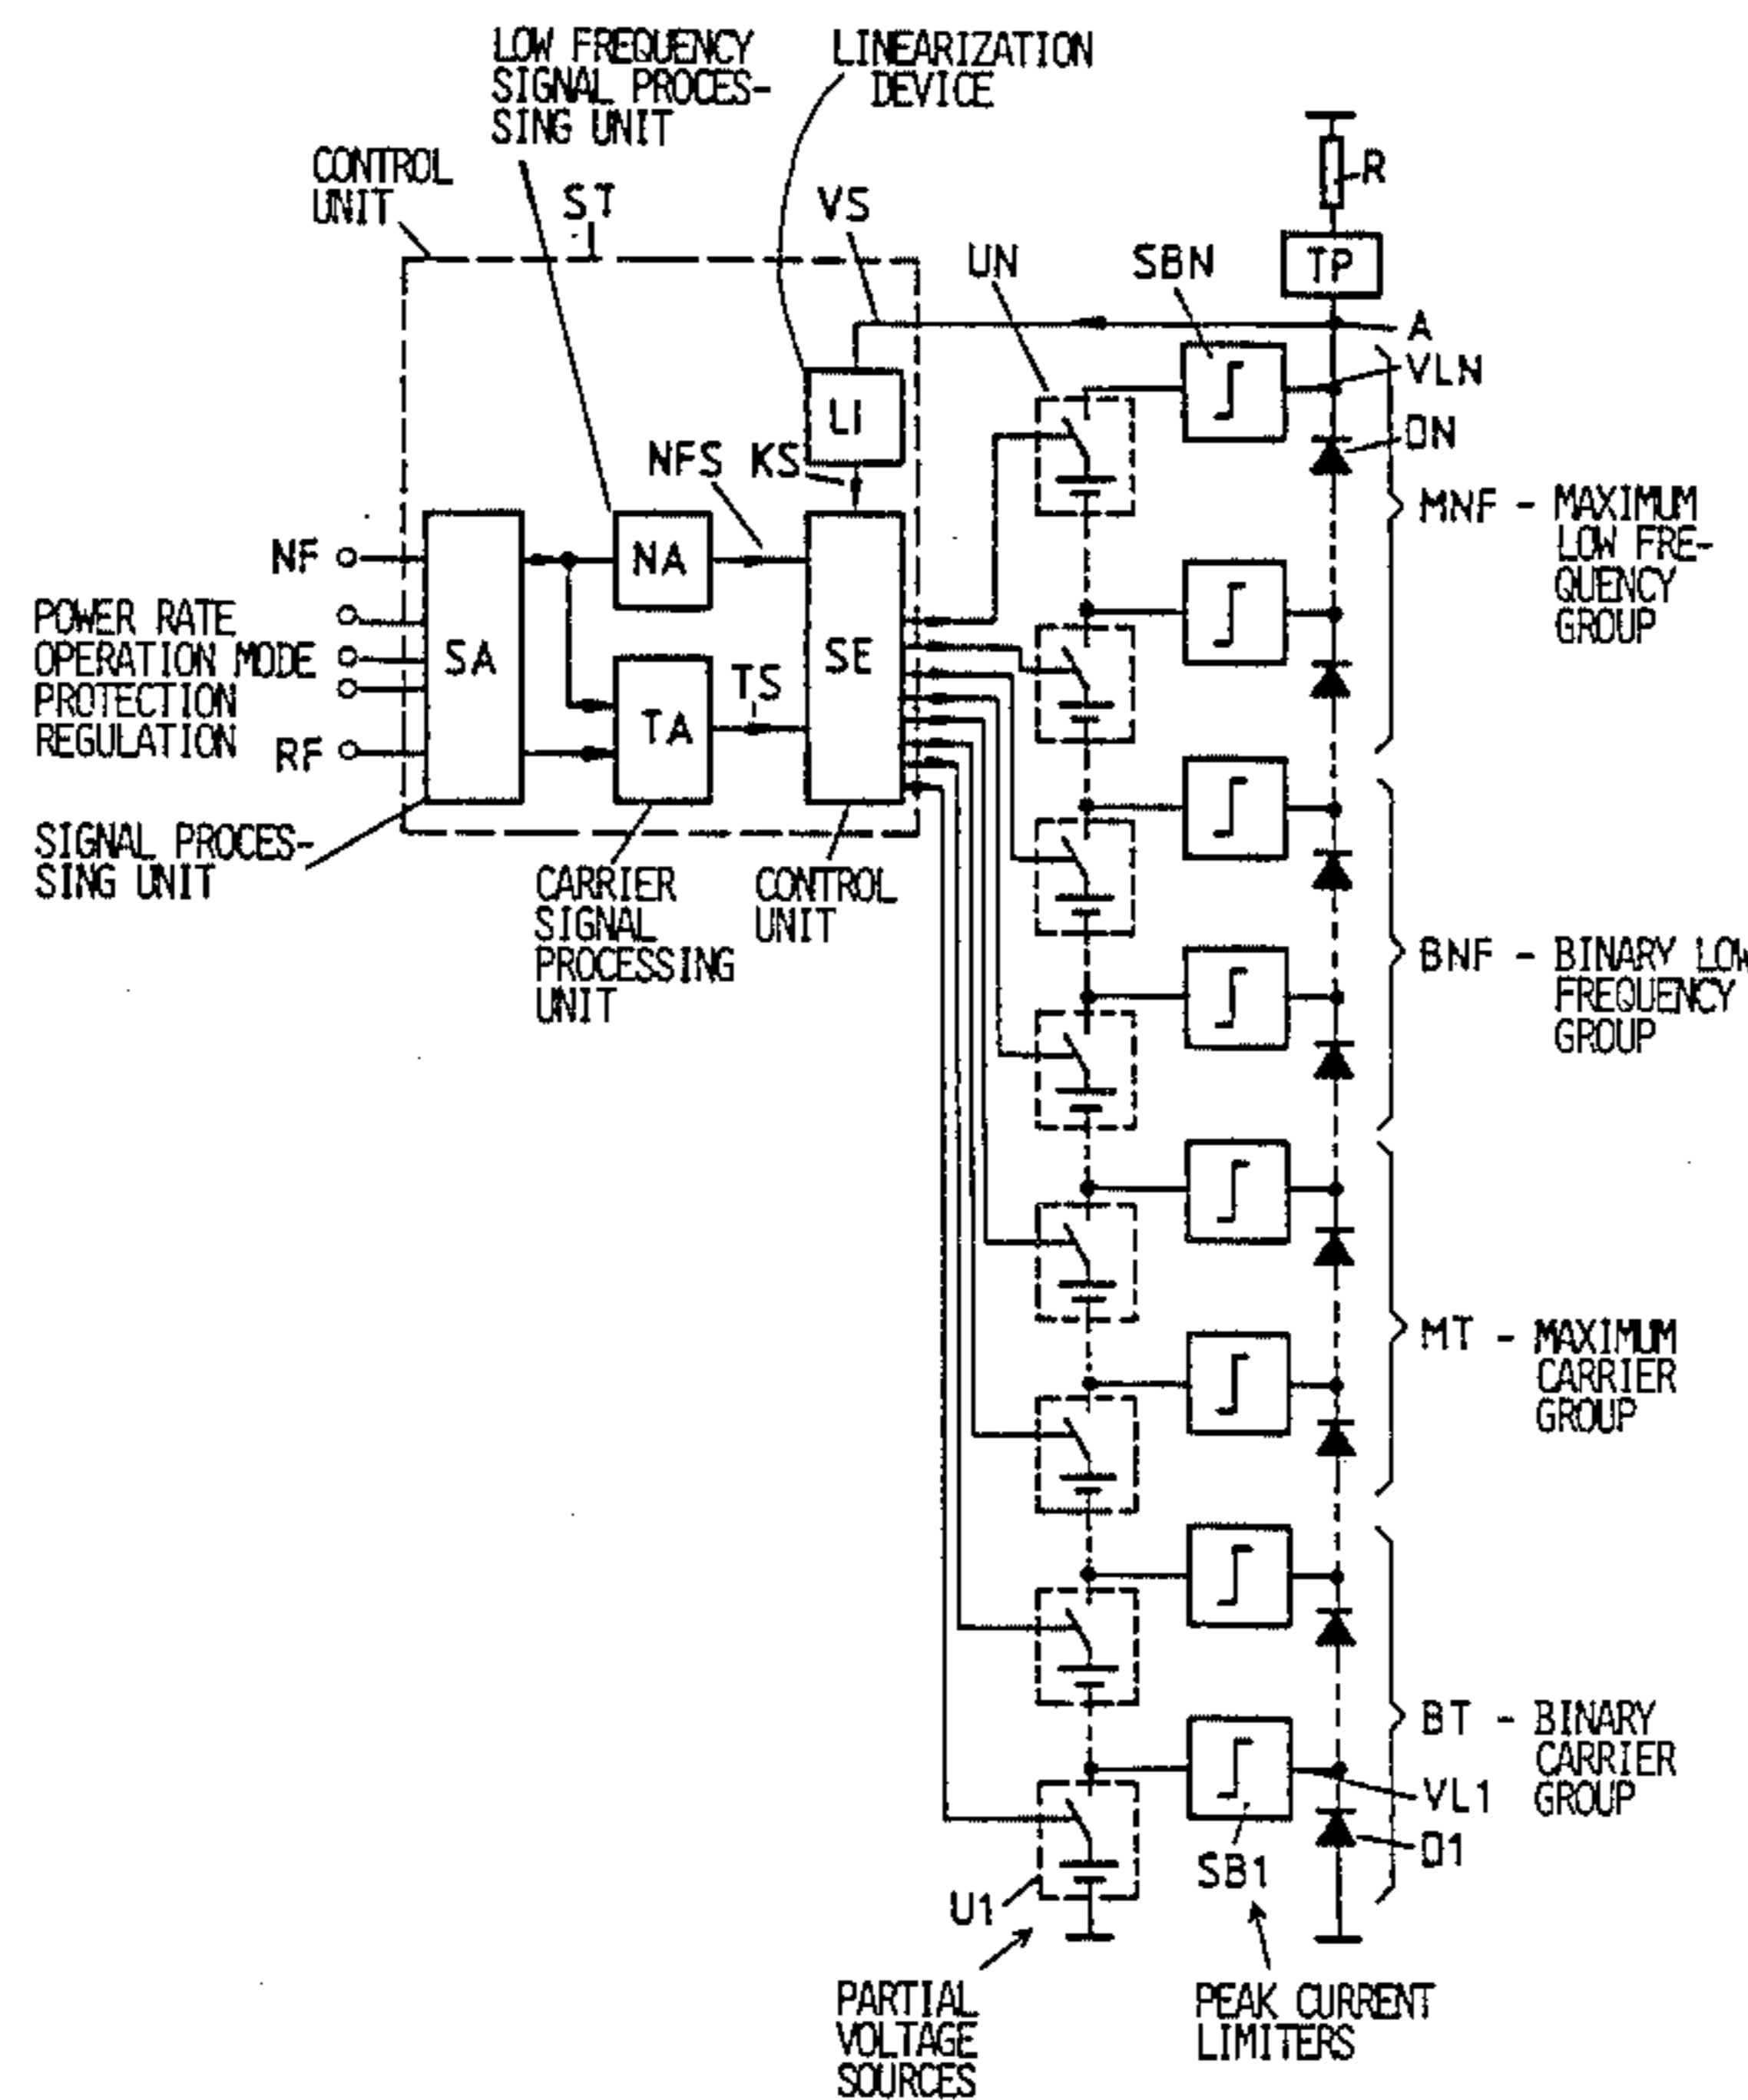 LOW FREQUENCY
SIGNAL PROCES-
SING UNIT
LINEARIZATION
DEVICE
CONTROL
UNIT
ST
VS
R
TP
UN
SBN
A
VLN
DN
LI
NFS
KS
MNF - MAXIMUM
LOW FRE-
QUENCY
GROUP
NF
NA
POWER RATE
OPERATION MODE
PROTECTION
REGULATION
SA
SE
TS
TA
RF
SIGNAL PROCES-
SING UNIT
CARRIER
SIGNAL
PROCESSING
UNIT
CONTROL
UNIT
BNF - BINARY LOW
FREQUENCY
GROUP
MT - MAXIMUM
CARRIER
GROUP
BT - BINARY
CARRIER
GROUP
VL1
D1
SB1
U1
PARTIAL
VOLTAGE
SOURCES
PEAK CURRENT
LIMITERS